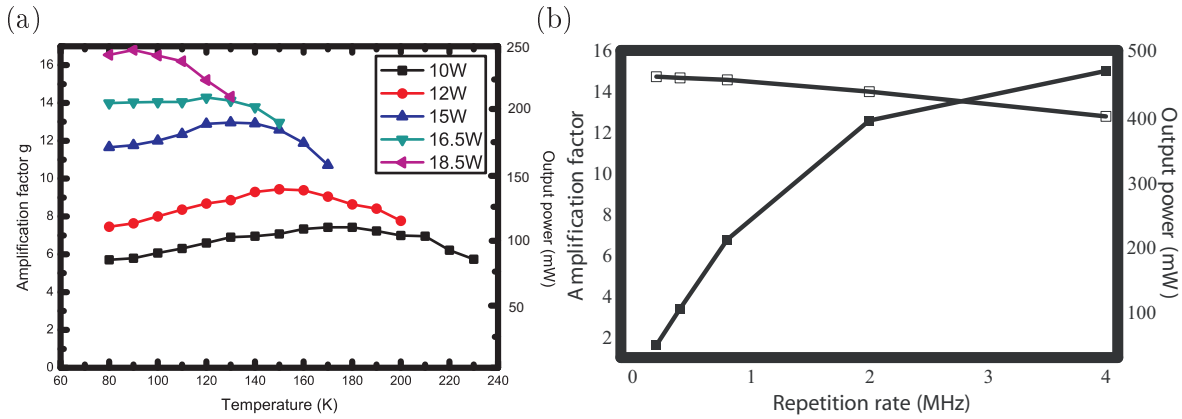 (a)
Amplification factor g
16
14
12
10
8
6
4
2
0
60 80 100 120 140 160 180 200 220 240
Temperature (K)
250
200
150
100
50
Output power (mW)
10W
12W
15W
16.5W
18.5W
(b)
Amplification factor
16
14
12
10
8
6
4
2
0 1 2 3 4
Repetition rate (MHz)
500
400
300
200
100
Output power (mW)